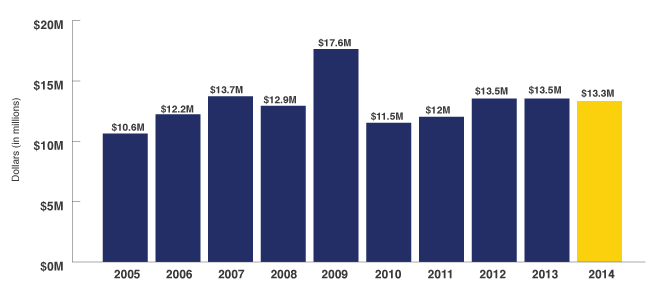 Dollars (in millions)
$20M
$15M
$10M
$5M
$0M
$10.6M
$12.2M
$13.7M
$12.9M
$17.6M
$11.5M
$12M
$13.5M
$13.5M
$13.3M
2005 2006 2007 2008 2009 2010 2011 2012 2013 2014